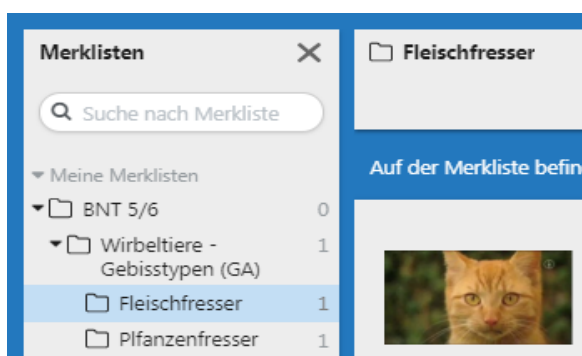 Merklisten
Suche nach Merkliste
Meine Merklisten
BNT 5/6 0
Wirbeltiere - 1
Gebisstypen (GA)
Fleischfresser 1
Plfanzenfresser 1
Fleischfresser
Auf der Merkliste befin